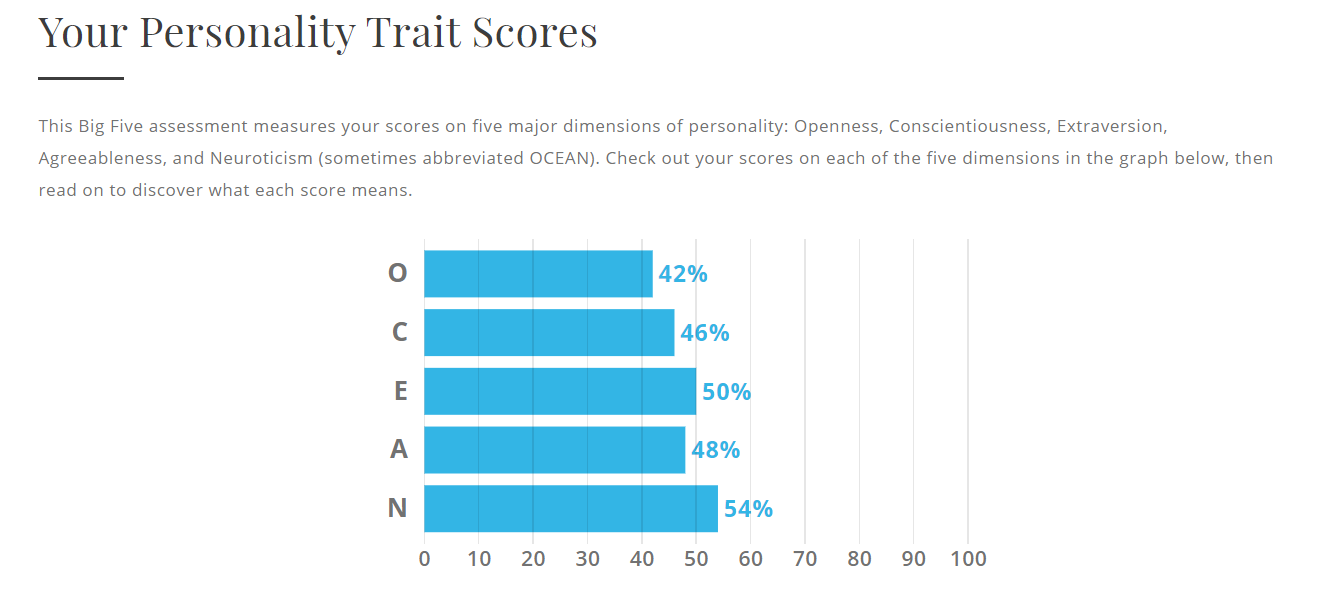 Your Personality Trait Scores
This Big Five assessment measures your scores on five major dimensions of personality: Openness, Conscientiousness, Extraversion,
Agreeableness, and Neuroticism (sometimes abbreviated OCEAN). Check out your scores on each of the five dimensions in the graph below, then
read on to discover what each score means.
O 42%
C 46%
E 50%
A 48%
N 54%
0 10 20 30 40 50 60 70 80 90 100